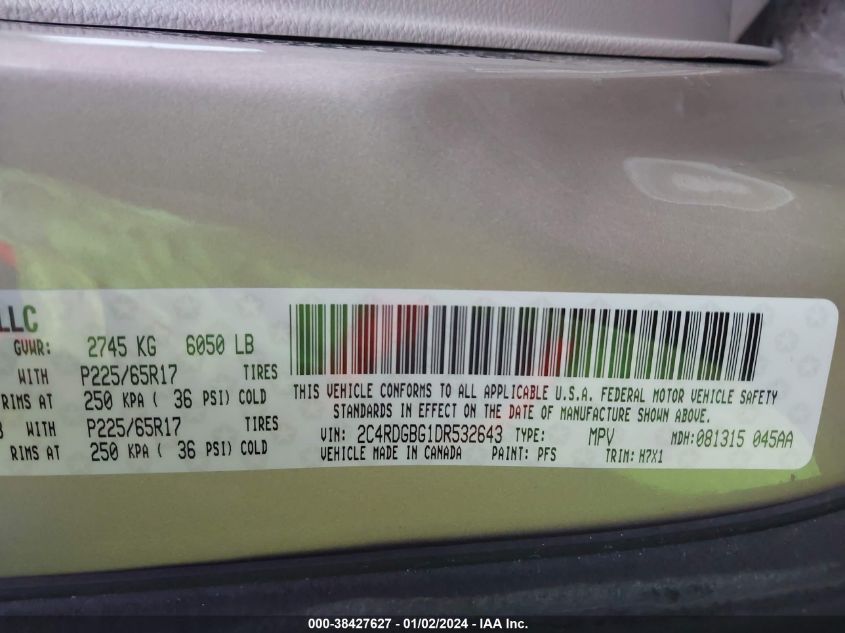 LLC
GVWR: 2745 KG 6050 LB
WITH P225/65R17 TIRES
RIMS AT 250 KPA ( 36 PSI) COLD
WITH P225/65R17 TIRES
RIMS AT 250 KPA ( 36 PSI) COLD
THIS VEHICLE CONFORMS TO ALL APPLICABLE U.S.A. FEDERAL MOTOR VEHICLE SAFETY
STANDARDS IN EFFECT ON THE DATE OF MANUFACTURE SHOWN ABOVE.
VIN: 2C4RDGBG1DR532643 TYPE: MPV MDH:081315 045AA
VEHICLE MADE IN CANADA PAINT: PFS TRIM: H7X1
000-38427627 - 01/02/2024 - IAA Inc.